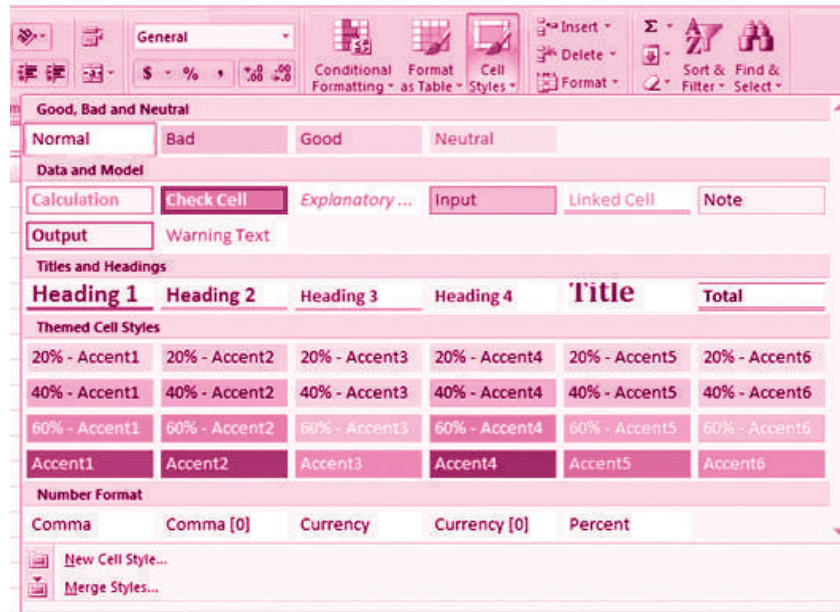 General
Insert
Delete
Format
$ % ,
Conditional Formatting
Format as Table
Cell Styles
Σ
Sort & Filter
Find & Select
Good, Bad and Neutral
Normal Bad Good Neutral
Data and Model
Calculation Check Cell Explanatory ... Input Linked Cell Note
Output Warning Text
Titles and Headings
Heading 1 Heading 2 Heading 3 Heading 4 Title Total
Themed Cell Styles
20% - Accent1 20% - Accent2 20% - Accent3 20% - Accent4 20% - Accent5 20% - Accent6
40% - Accent1 40% - Accent2 40% - Accent3 40% - Accent4 40% - Accent5 40% - Accent6
60% - Accent1 60% - Accent2 60% - Accent3 60% - Accent4 60% - Accent5 60% - Accent6
Accent1 Accent2 Accent3 Accent4 Accent5 Accent6
Number Format
Comma Comma [0] Currency Currency [0] Percent
New Cell Style...
Merge Styles...